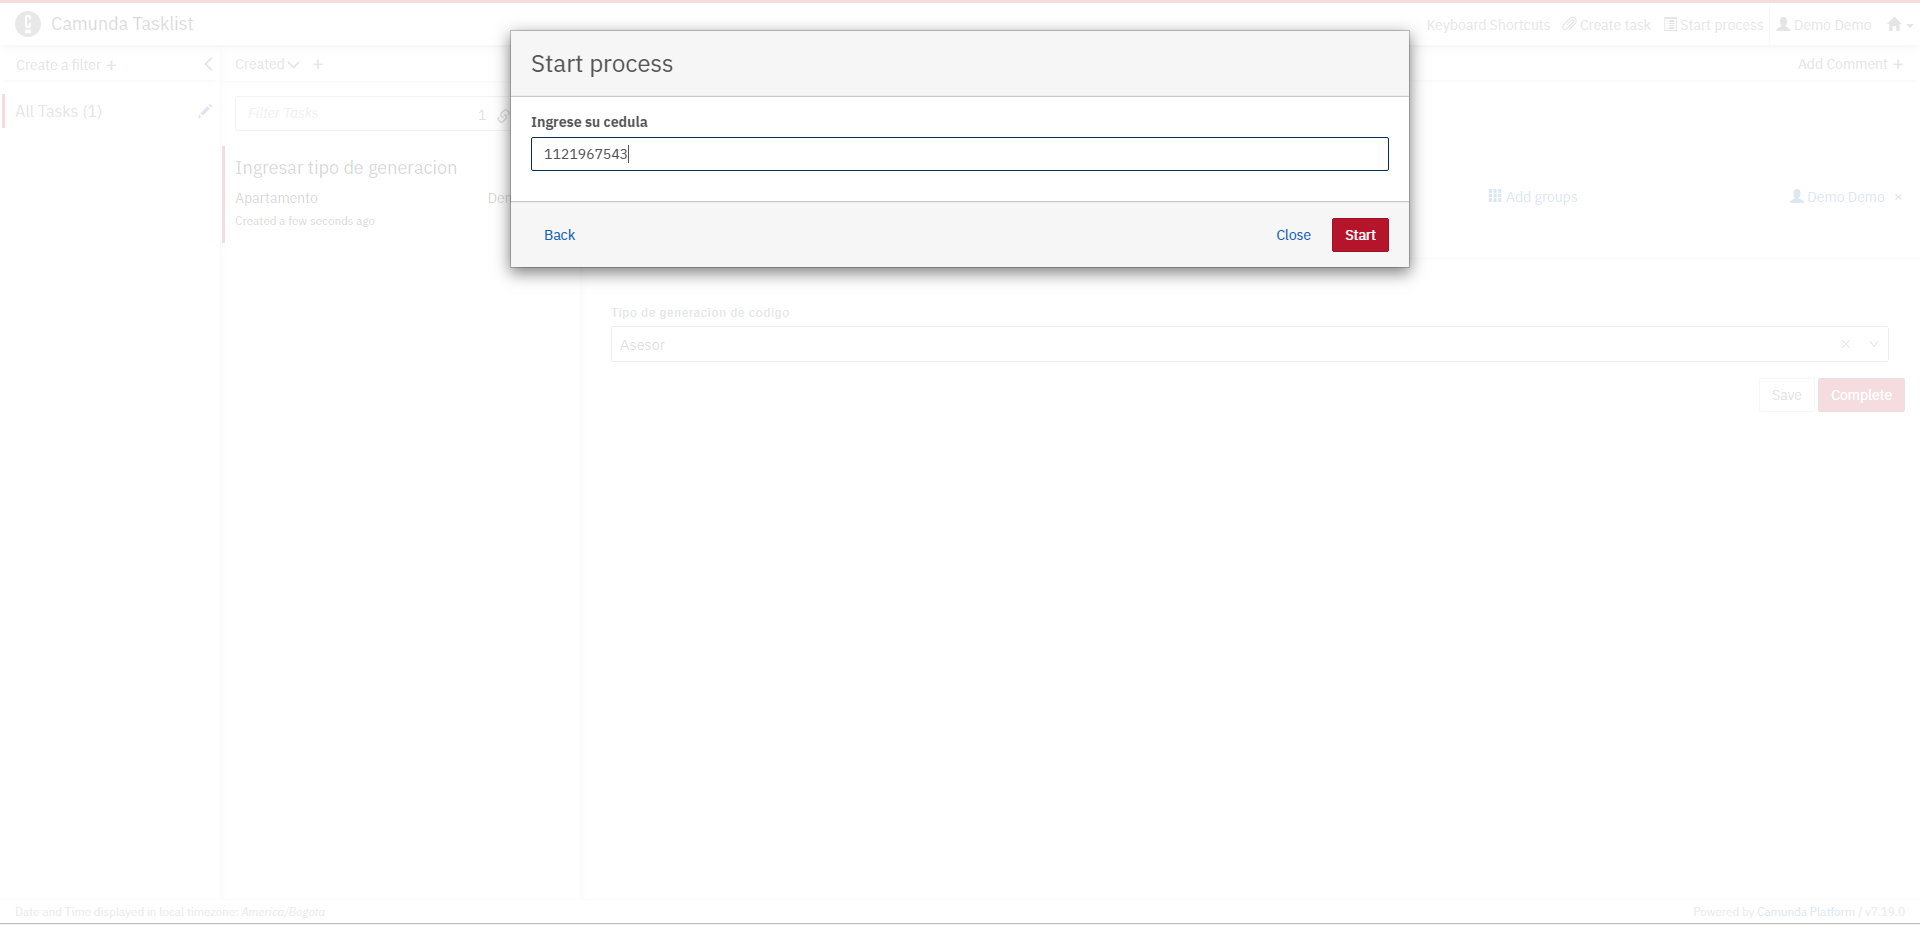 Camunda Tasklist
Keyboard Shortcuts Create task Start process Demo Demo
Create a filter +
Created +
Add Comment +
All Tasks (1)
Filter Tasks 1
Ingresar tipo de generacion
Apartamento
Created a few seconds ago
Start process
Ingrese su cedula
1121967543
Back Close Start
Add groups Demo Demo ×
Tipo de generacion de codigo
Asesor
Save Complete
Date and Time displayed in local timezone: America/Bogota
Powered by Camunda Platform / v7.19.0